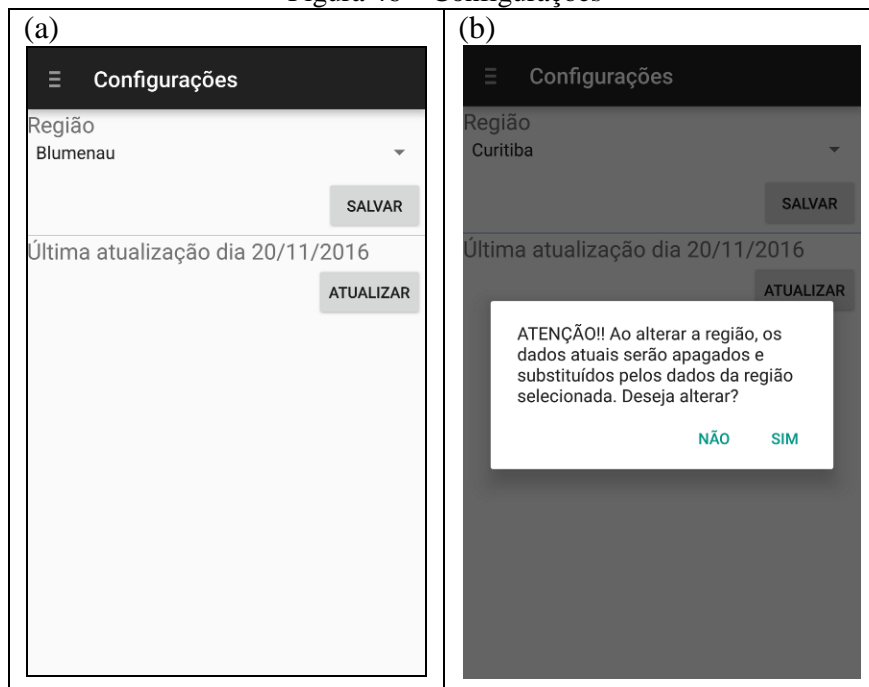 Figura – Configurações
(a)
Configurações
Região
Blumenau
SALVAR
Última atualização dia 20/11/2016
ATUALIZAR
(b)
Configurações
Região
Curitiba
SALVAR
Última atualização dia 20/11/2016
ATUALIZAR
ATENÇÃO!! Ao alterar a região, os
dados atuais serão apagados e
substituídos pelos dados da região
selecionada. Deseja alterar?
NÃO SIM